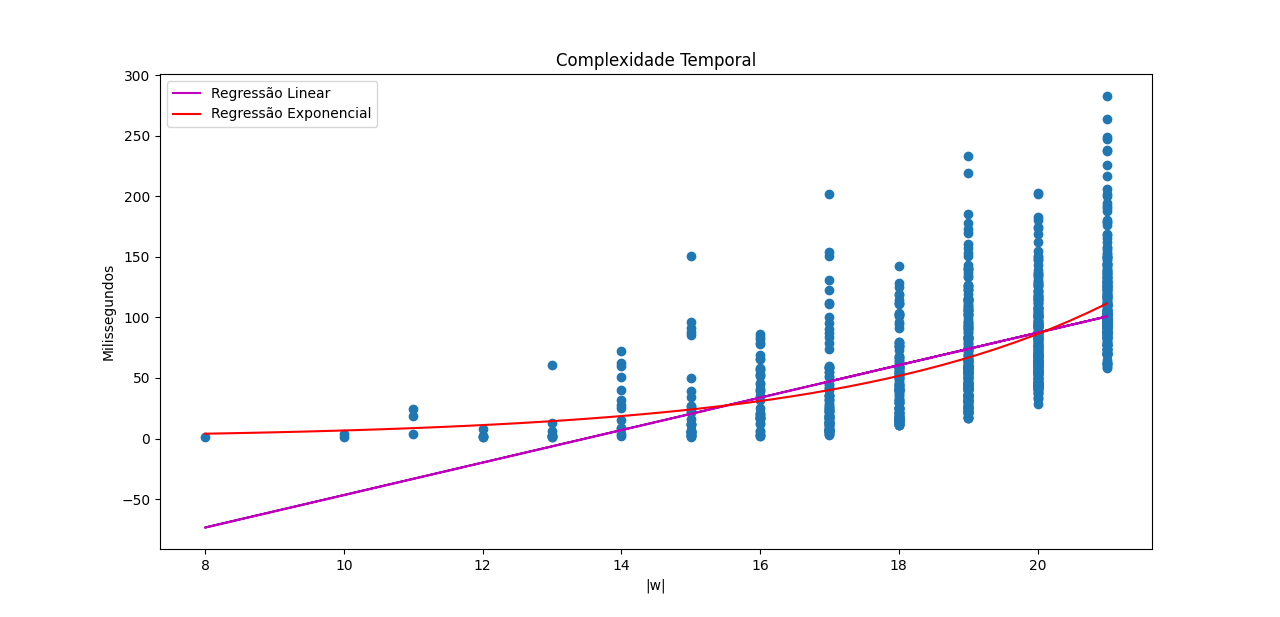 Complexidade Temporal
Regressão Linear
Regressão Exponencial
Milissegundos
300
250
200
150
100
50
0
−50
8 10 12 14 16 18 20
|w|